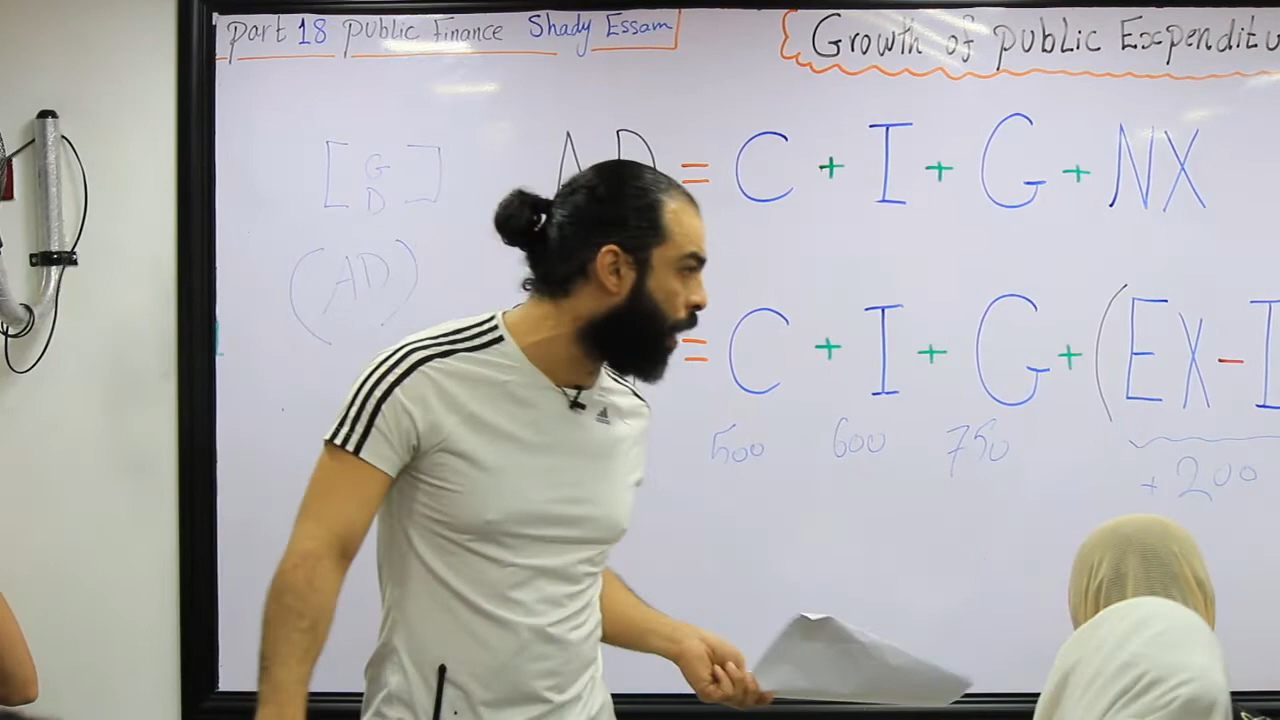 Part 18 Public Finance Shady Essam
Growth of Public Expenditu
[ G D ]
(AD)
AD = C + I + G + NX
= C + I + G + (EX - I
500 600 750
+ 200